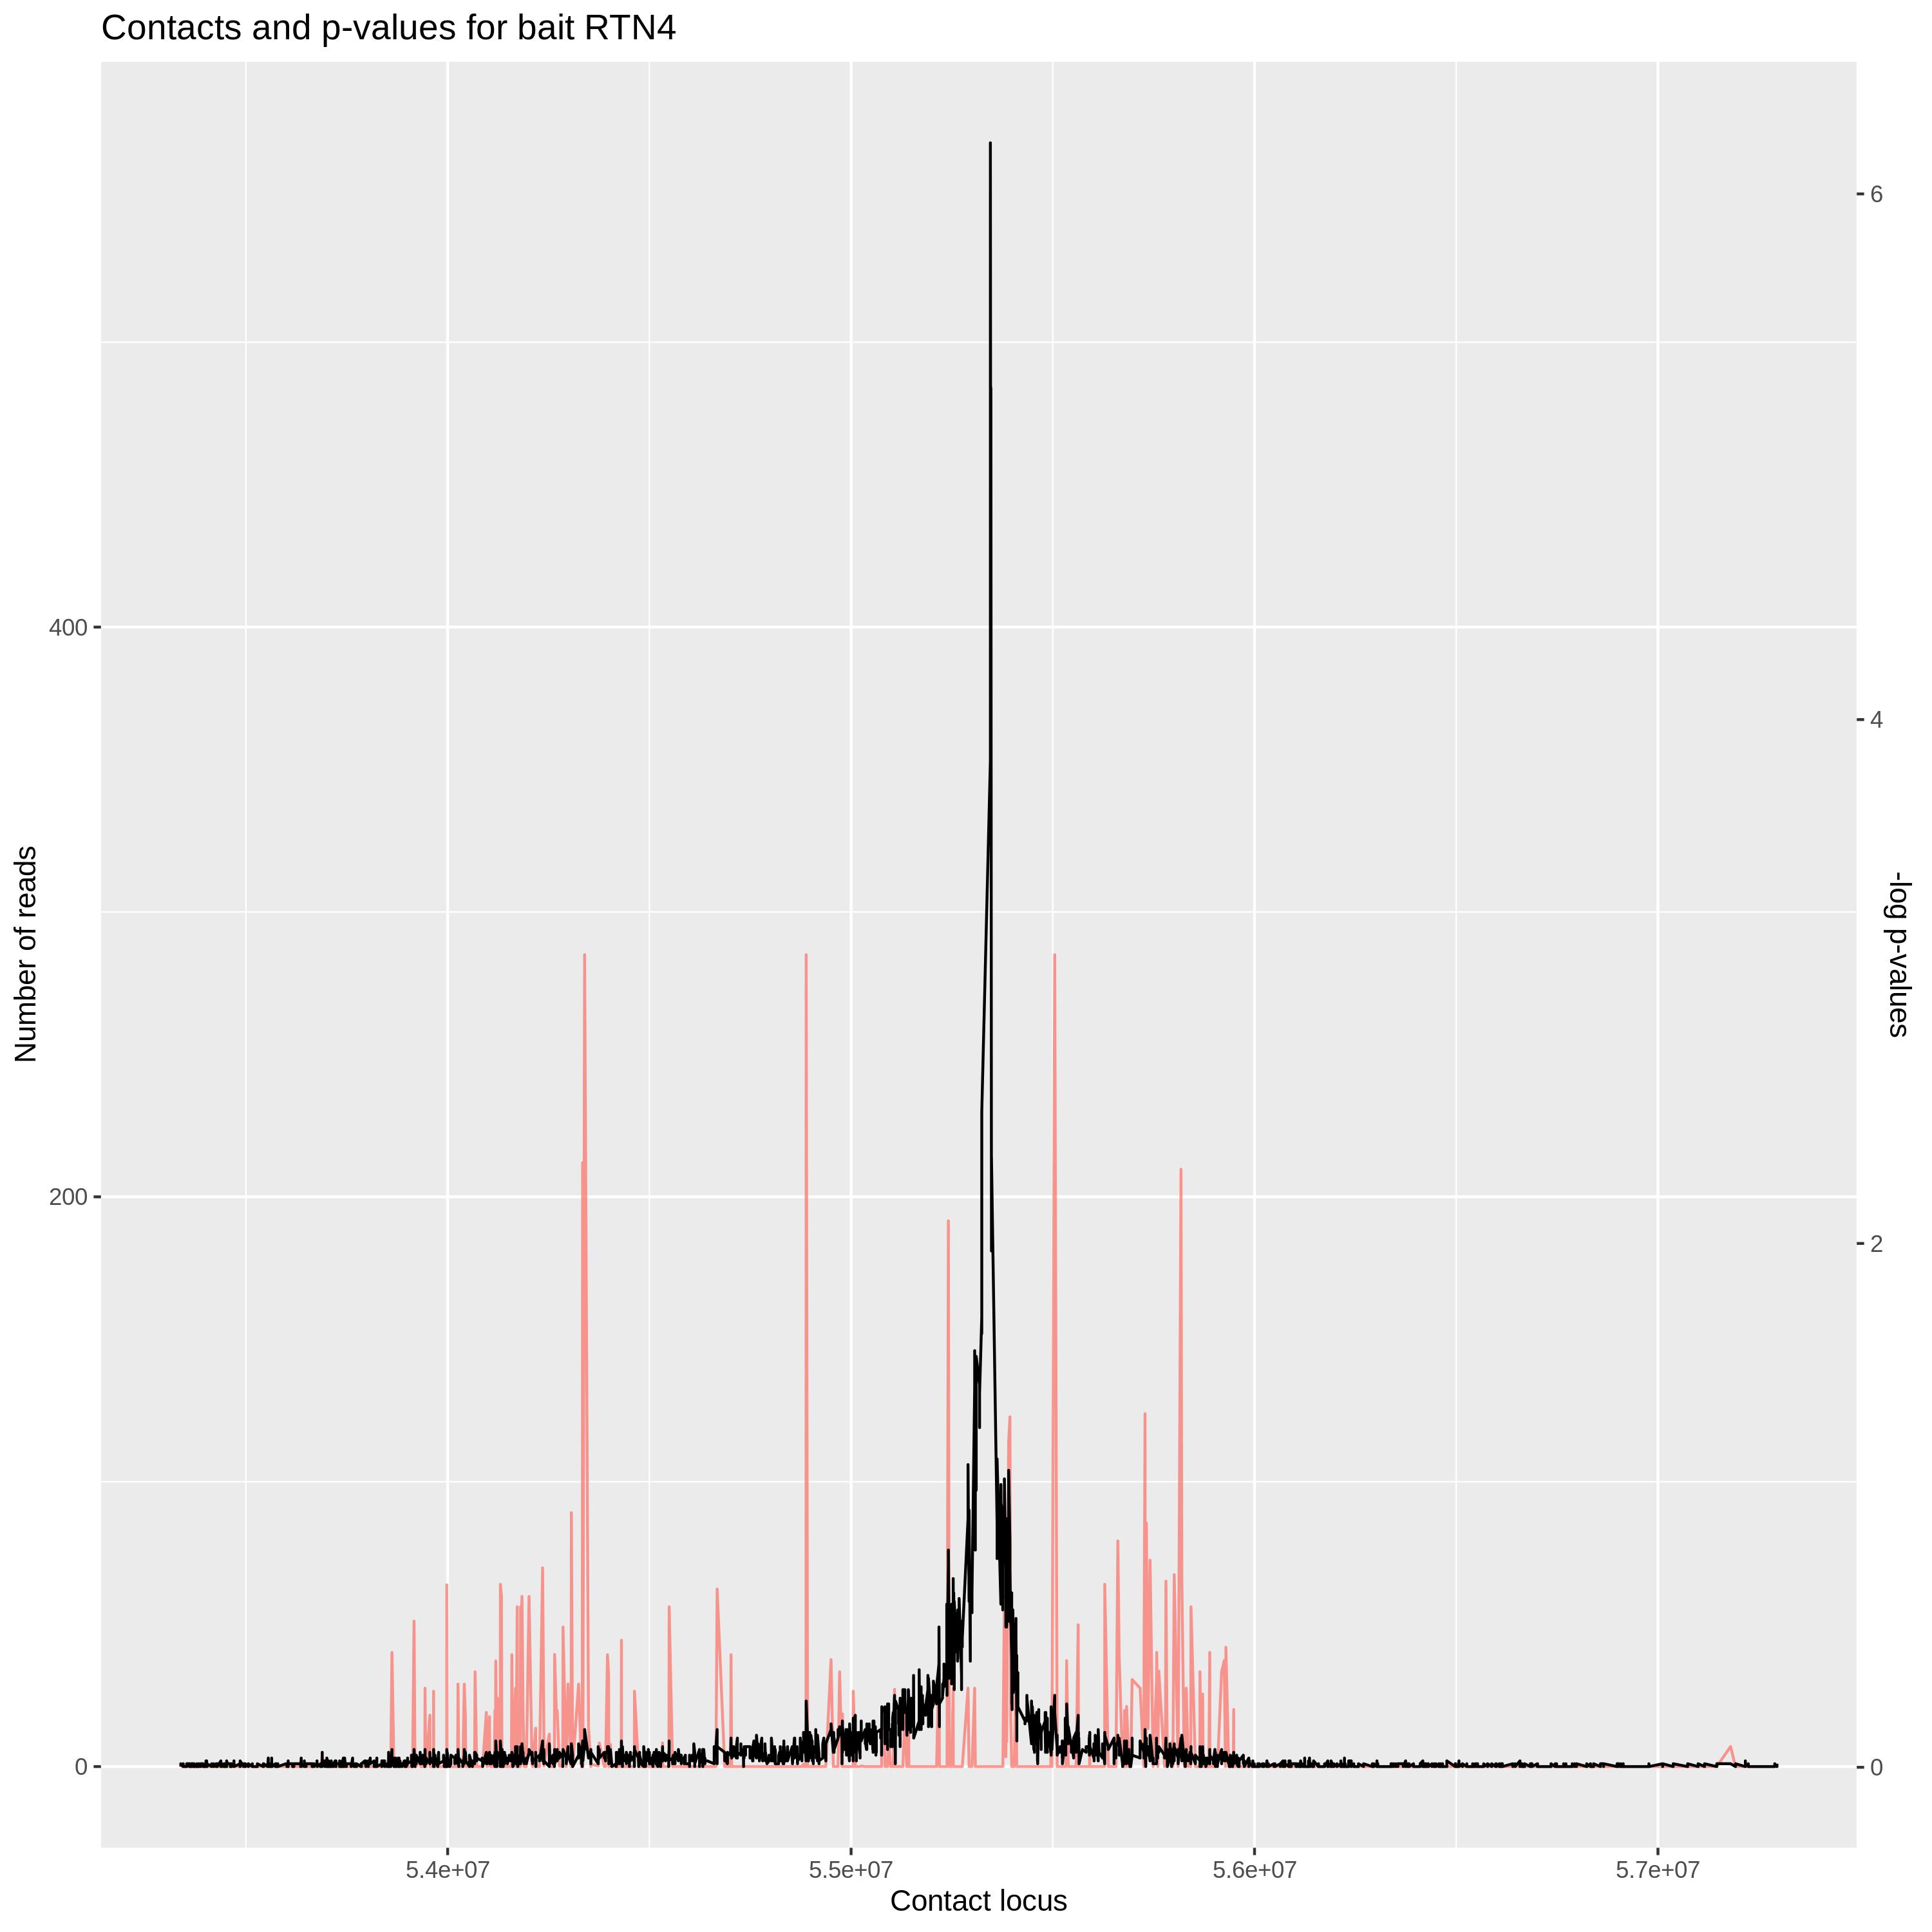 Contacts and p-values for bait RTN4
Number of reads
400
200
0
6
4
2
0
-log p-values
5.4e+07 5.5e+07 5.6e+07 5.7e+07
Contact locus